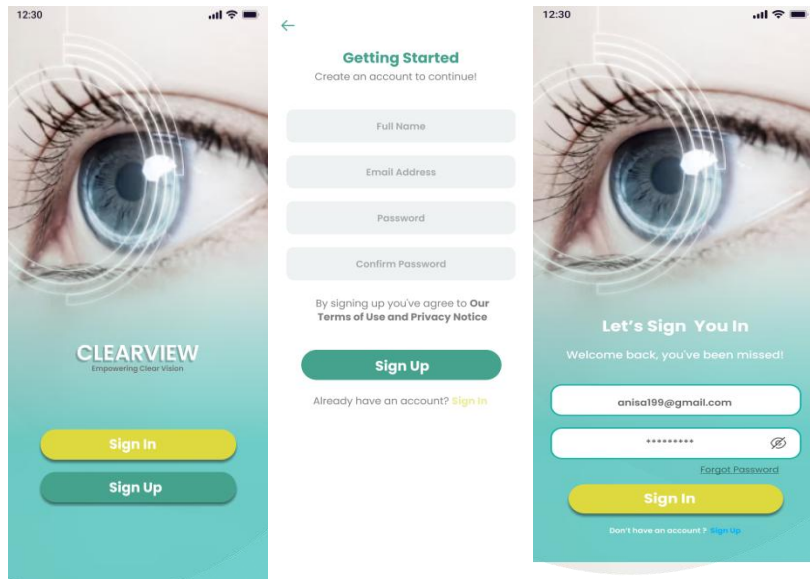 12:30
CLEARVIEW
Empowering Clear Vision
Sign In
Sign Up
Getting Started
Create an account to continue!
Full Name
Email Address
Password
Confirm Password
By signing up you've agree to Our
Terms of Use and Privacy Notice
Sign Up
Already have an account? Sign In
12:30
Let's Sign You In
Welcome back, you've been missed!
anisa199@gmail.com
*********
Forgot Password
Sign In
Don't have an account ? Sign Up